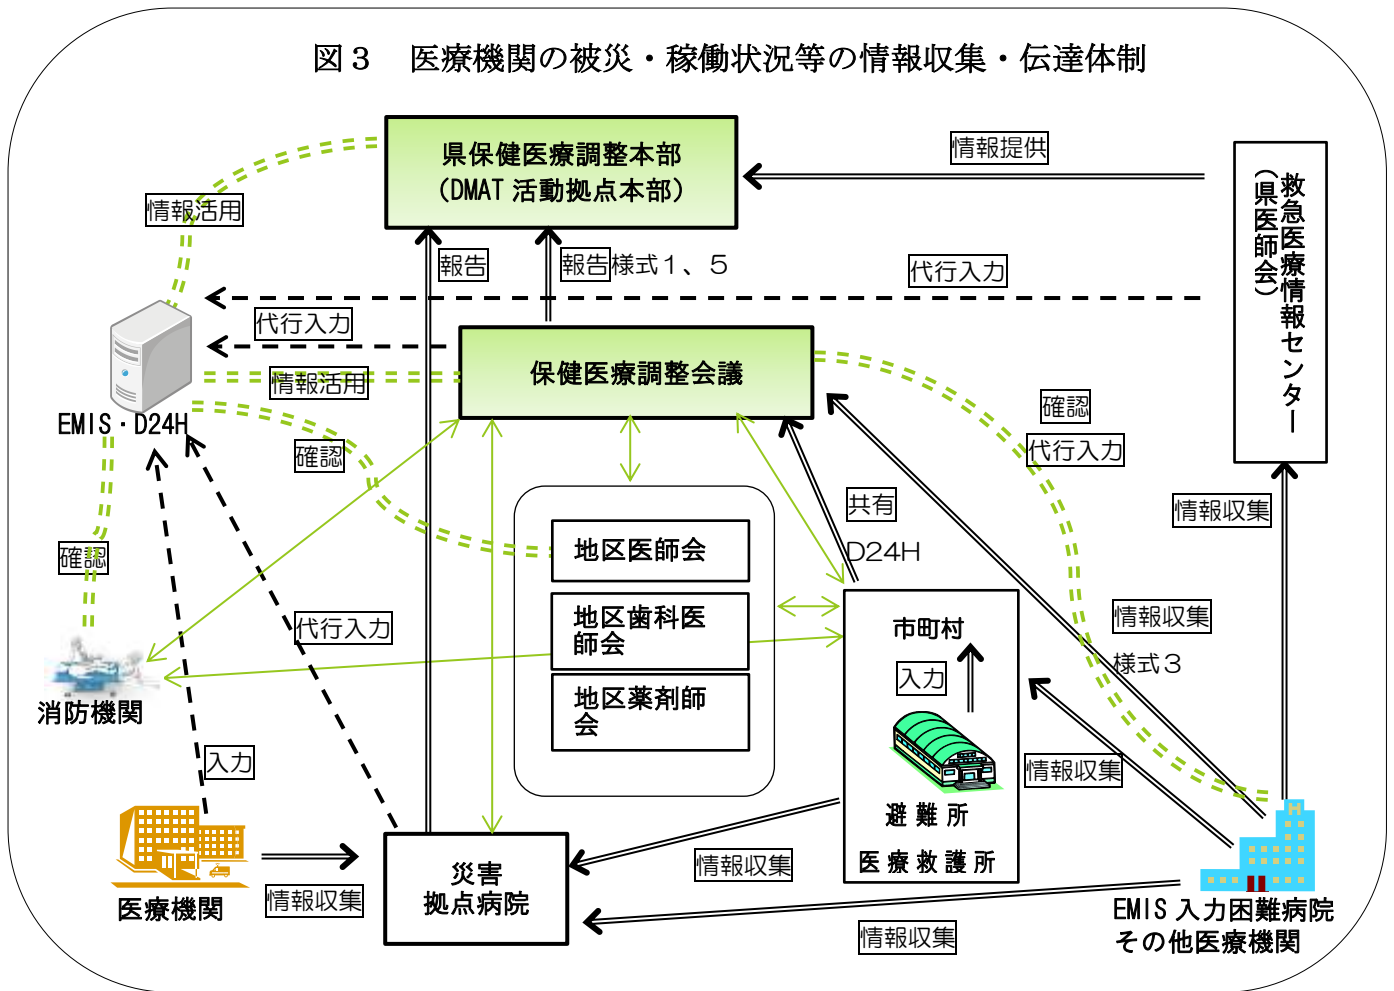 図３　医療機関の被災・稼働状況等の情報収集・伝達体制
県保健医療調整本部
（DMAT 活動拠点本部）
情報提供
救急医療情報センター
（県医師会）
情報活用
報告
報告様式１、５
代行入力
代行入力
保健医療調整会議
情報活用
EMIS・D24H
確認
確認
代行入力
共有
D24H
情報収集
地区医師会
確認
地区歯科医
師会
地区薬剤師
会
市町村
入力
情報収集
様式３
代行入力
消防機関
入力
情報収集
避難所
医療救護所
情報収集
医療機関
情報収集
災害
拠点病院
情報収集
EMIS 入力困難病院
その他医療機関